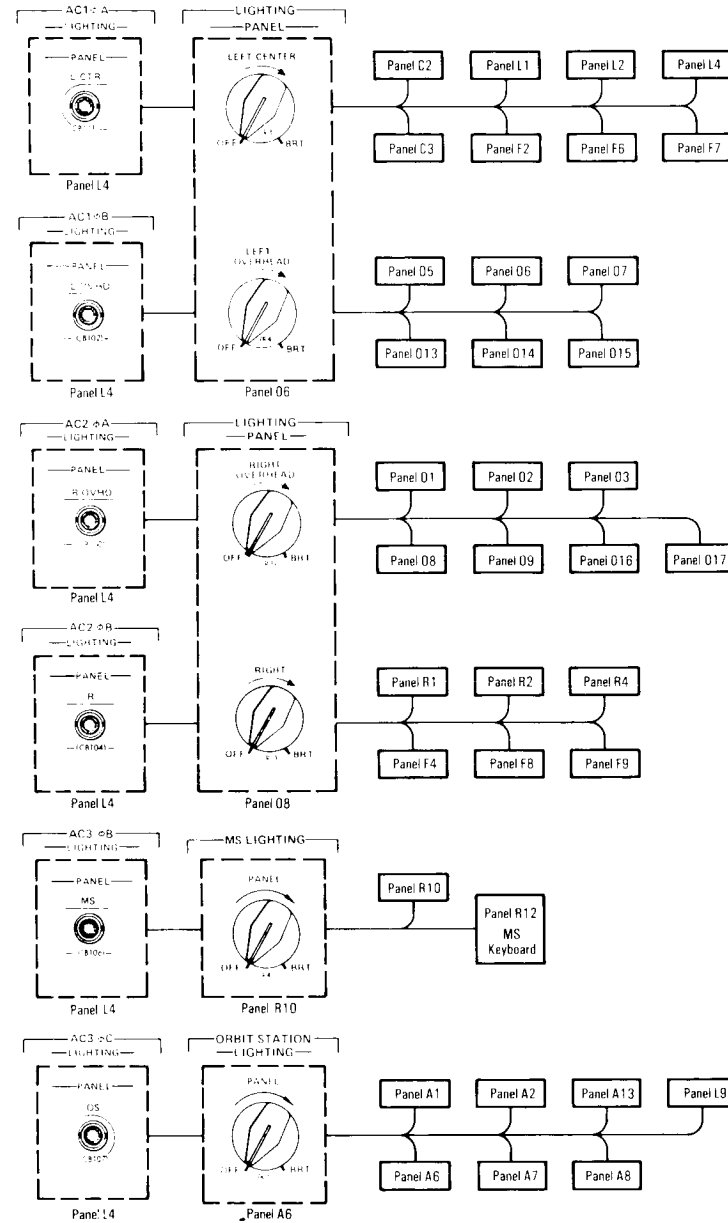 AC1 φA
LIGHTING
PANEL
L CTR
Panel L4
LIGHTING
PANEL
LEFT CENTER
OFF
BRT
Panel C2
Panel L1
Panel L2
Panel L4
Panel C3
Panel F2
Panel F6
Panel F7
AC1 φB
LIGHTING
PANEL
L OVHD
(CB102)
Panel L4
LEFT
OVERHEAD
OFF
BRT
Panel O6
Panel O5
Panel O6
Panel O7
Panel O13
Panel O14
Panel O15
AC2 φA
LIGHTING
PANEL
R OVHD
Panel L4
LIGHTING
PANEL
RIGHT
OVERHEAD
OFF
BRT
Panel O1
Panel O2
Panel O3
Panel O8
Panel O9
Panel O16
Panel O17
AC2 φB
LIGHTING
PANEL
R
(CB104)
Panel L4
RIGHT
OFF
BRT
Panel O8
Panel R1
Panel R2
Panel R4
Panel F4
Panel F8
Panel F9
AC3 φB
LIGHTING
PANEL
MS
Panel L4
MS LIGHTING
PANEL
OFF
BRT
Panel R10
Panel R10
Panel R12
MS
Keyboard
AC3 φC
LIGHTING
PANEL
OS
Panel L4
ORBIT STATION
LIGHTING
PANEL
OFF
BRT
Panel A6
Panel A1
Panel A2
Panel A13
Panel L9
Panel A6
Panel A7
Panel A8